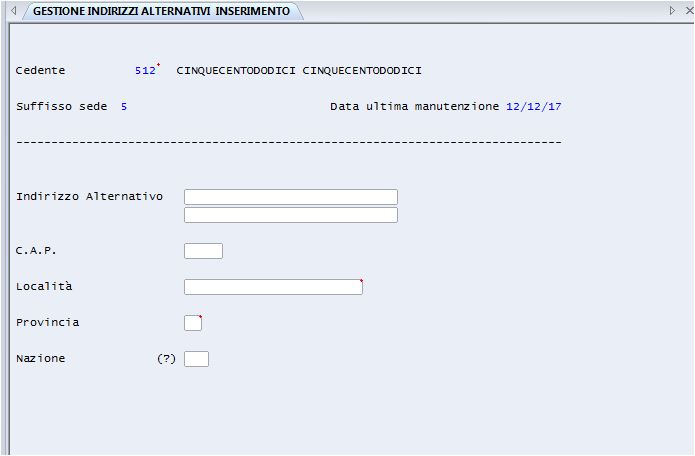 GESTIONE INDIRIZZI ALTERNATIVI INSERIMENTO
Cedente 512* CINQUECENTODODICI CINQUECENTODODICI
Suffisso sede 5 Data ultima manutenzione 12/12/17
------------------------------------------------------------------------------
Indirizzo Alternativo
C.A.P.
Località
Provincia
Nazione (?)